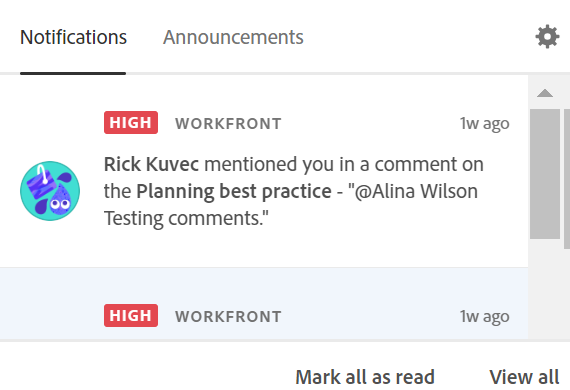 Notifications Announcements
HIGH WORKFRONT 1w ago
Rick Kuvec mentioned you in a comment on
the Planning best practice - "@Alina Wilson
Testing comments."
HIGH WORKFRONT 1w ago
Mark all as read View all